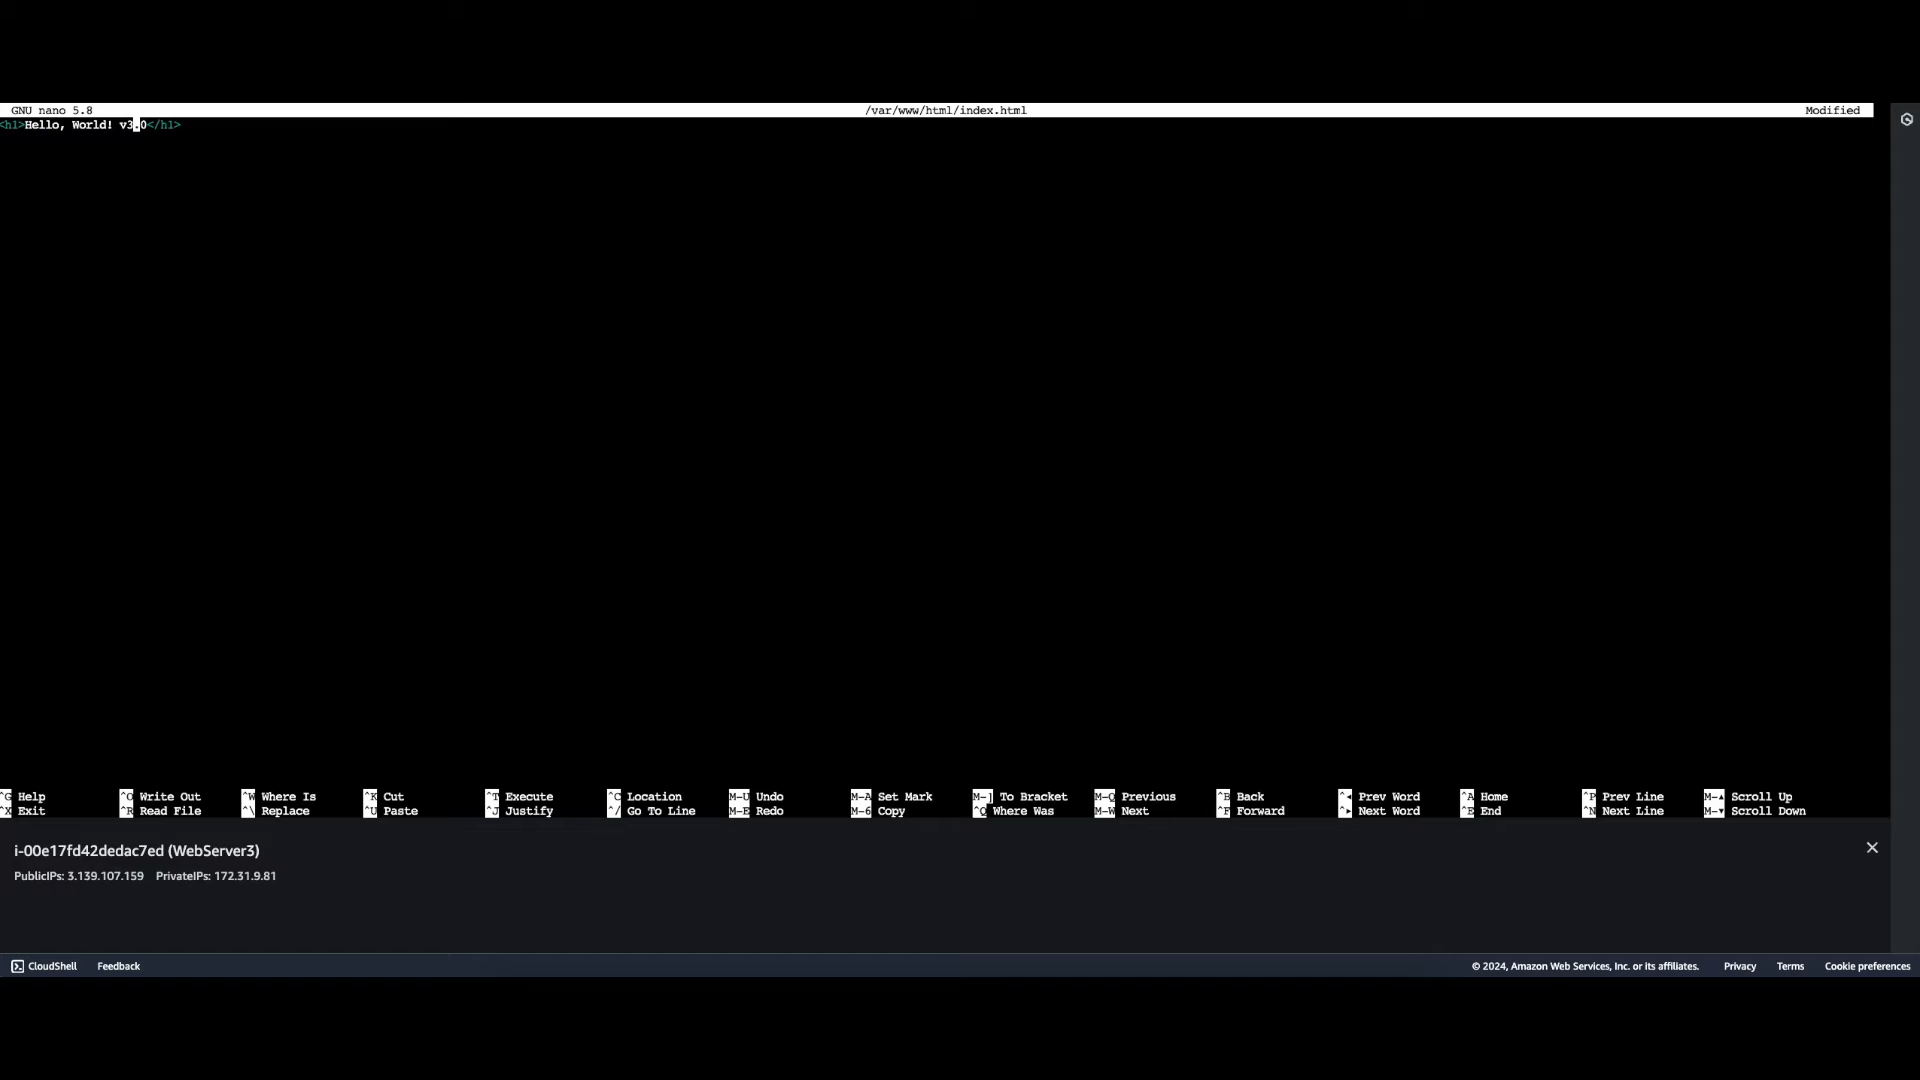 GNU nano 5.8 /var/www/html/index.html Modified
<h1>Hello, World! v3.0</h1>
^G Help ^O Write Out ^W Where Is ^K Cut ^T Execute ^C Location M-U Undo M-A Set Mark M-] To Bracket M-Q Previous ^B Back ^◂ Prev Word ^A Home ^P Prev Line M-▴ Scroll Up
^X Exit ^R Read File ^\ Replace ^U Paste ^J Justify ^/ Go To Line M-E Redo M-6 Copy ^Q Where Was M-W Next ^F Forward ^▸ Next Word ^E End ^N Next Line M-▾ Scroll Down
i-00e17fd42dedac7ed (WebServer3)
PublicIPs: 3.139.107.159 PrivateIPs: 172.31.9.81
CloudShell Feedback © 2024, Amazon Web Services, Inc. or its affiliates. Privacy Terms Cookie preferences